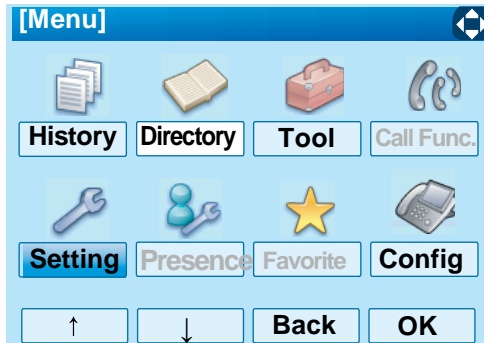 [Menu]
History Directory Tool Call Func.
Setting Presence Favorite Config
↑ ↓ Back OK